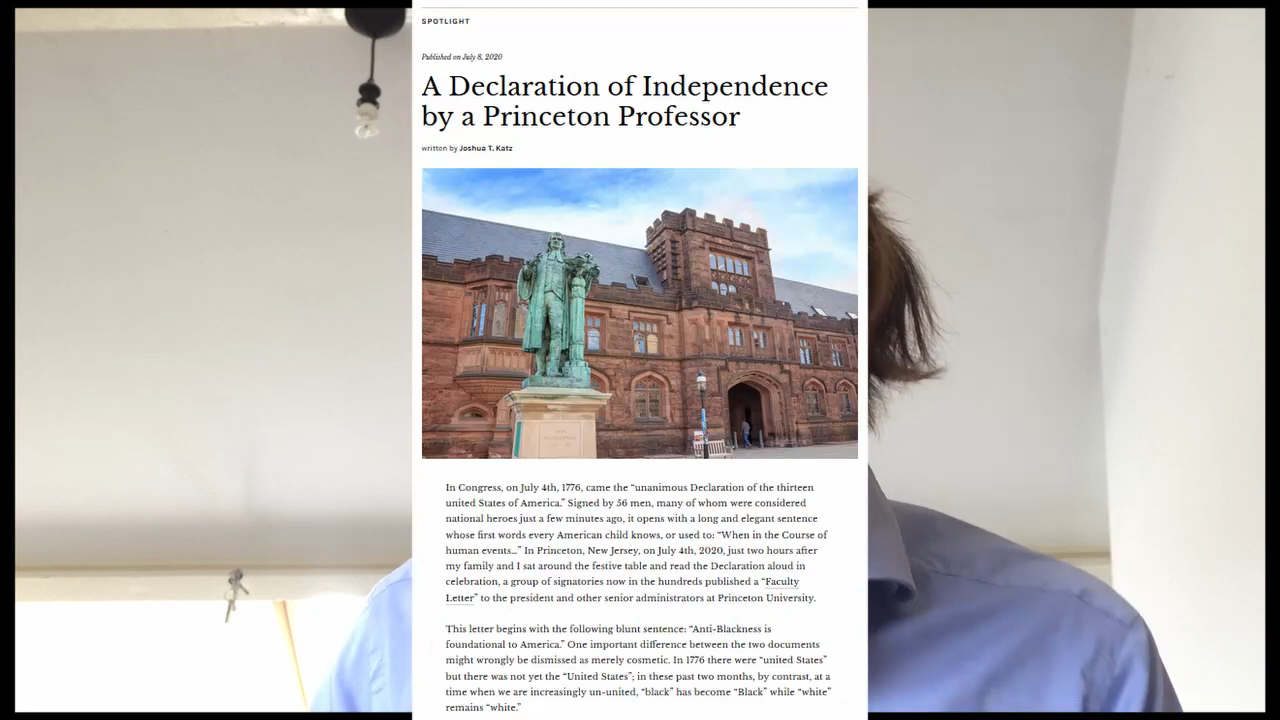 SPOTLIGHT
Published on July 8, 2020
A Declaration of Independence
by a Princeton Professor
written by Joshua T. Katz
In Congress, on July 4th, 1776, came the “unanimous Declaration of the thirteen
united States of America.” Signed by 56 men, many of whom were considered
national heroes just a few minutes ago, it opens with a long and elegant sentence
whose first words every American child knows, or used to: “When in the Course of
human events…” In Princeton, New Jersey, on July 4th, 2020, just two hours after
my family and I sat around the festive table and read the Declaration aloud in
celebration, a group of signatories now in the hundreds published a “Faculty
Letter” to the president and other senior administrators at Princeton University.
This letter begins with the following blunt sentence: “Anti-Blackness is
foundational to America.” One important difference between the two documents
might wrongly be dismissed as merely cosmetic. In 1776 there were “united States”
but there was not yet the “United States”; in these past two months, by contrast, at a
time when we are increasingly un-united, “black” has become “Black” while “white”
remains “white.”